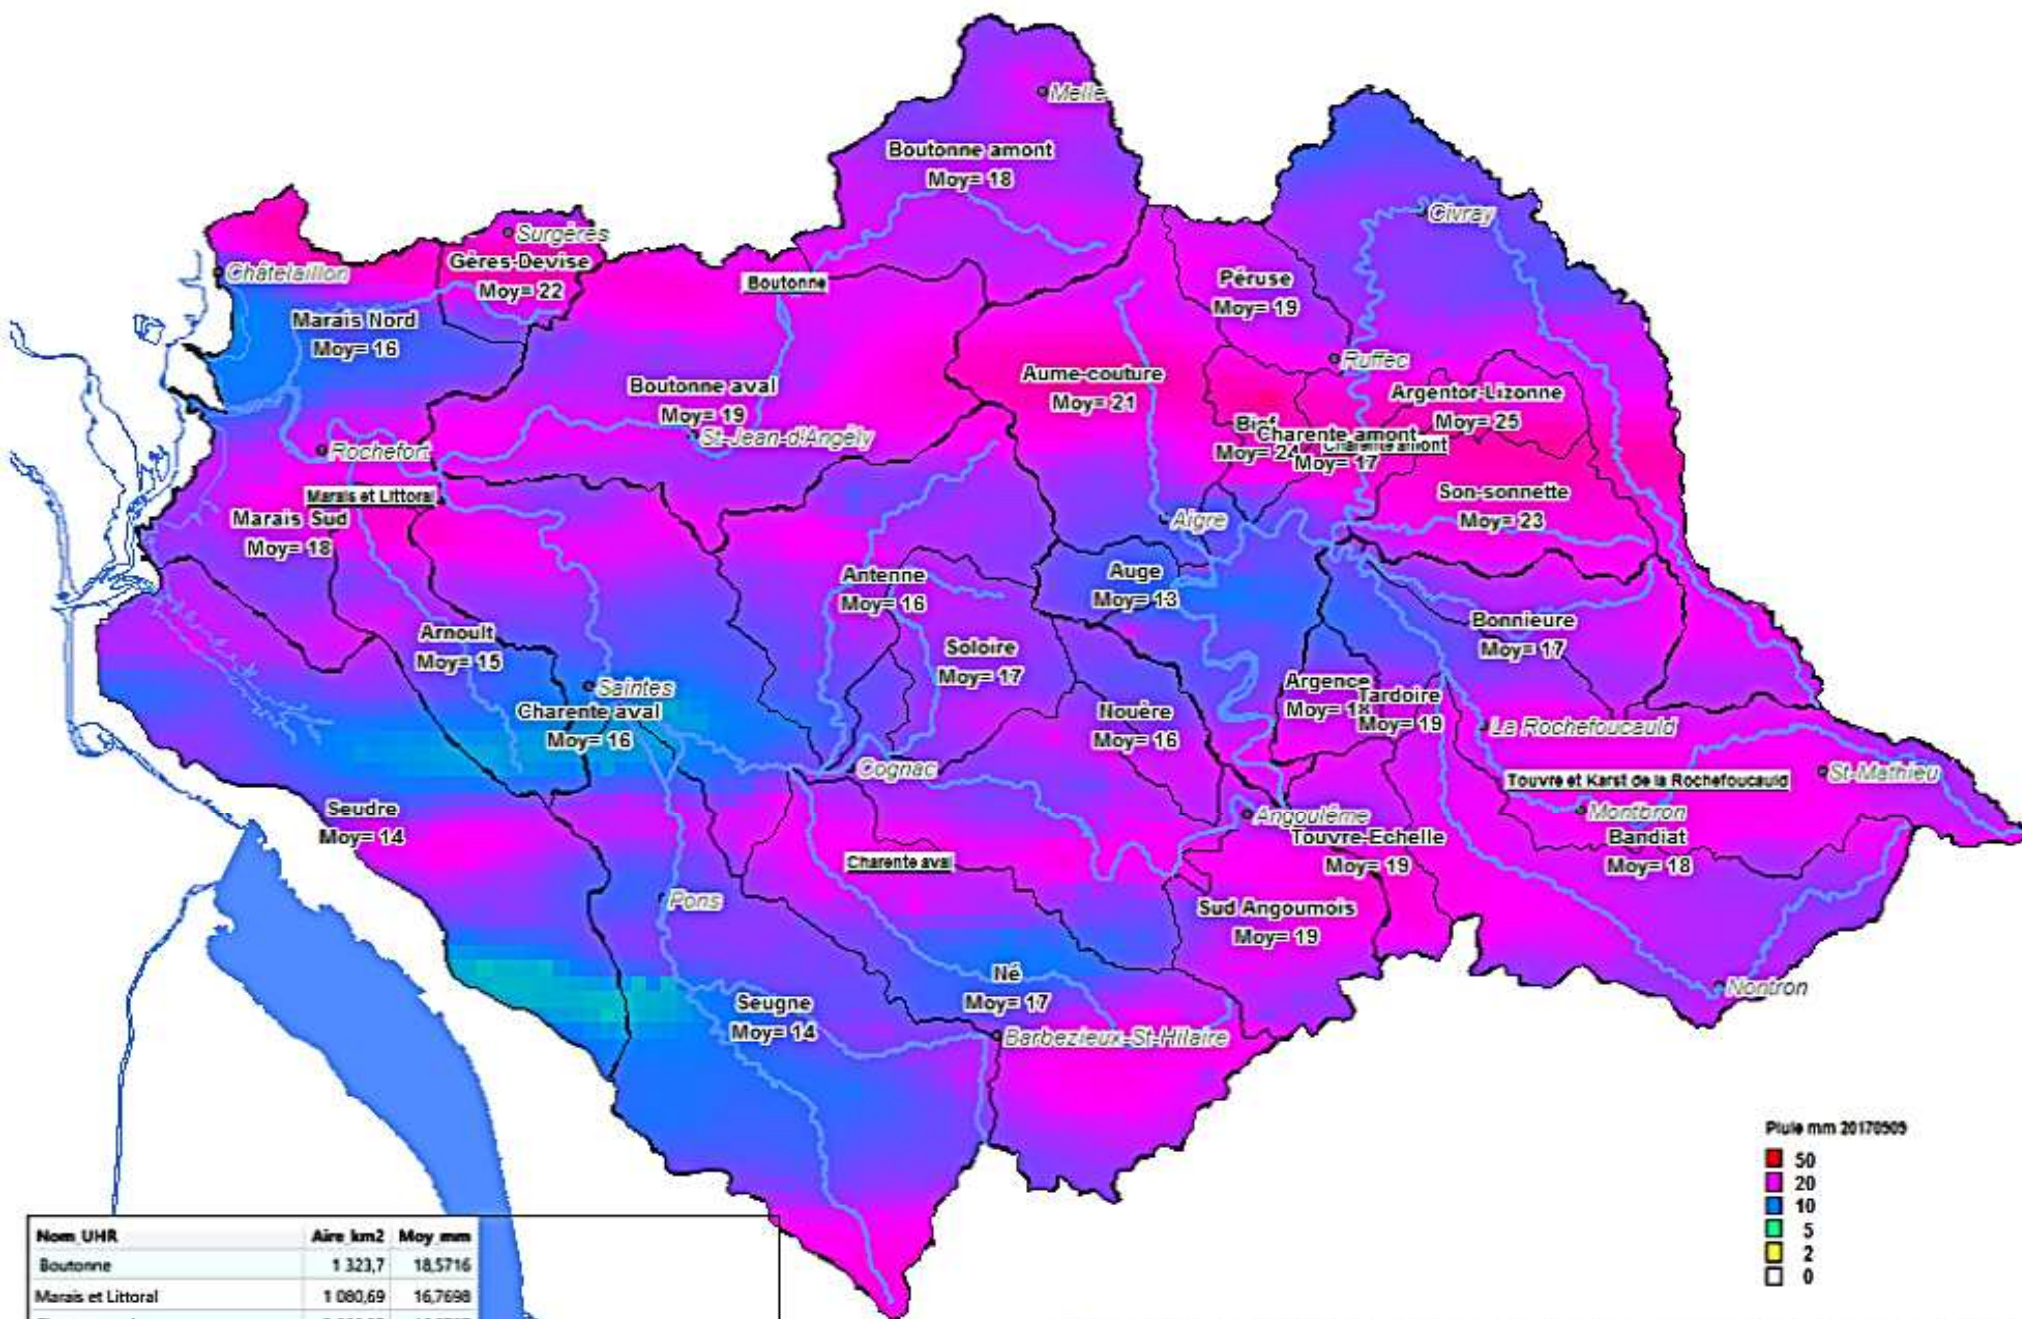 Melle
Boutonne amont
Moy= 18
Civray
Surgères
Gères-Devise
Moy= 22
Châtelaillon
Boutonne
Péruse
Moy= 19
Marais Nord
Moy= 16
Ruffec
Aume-couture
Moy= 21
Boutonne aval
Moy= 19
St-Jean-d'Angély
Argentor-Lizonne
Moy= 25
Moy= 24
Charente amont
Moy= 17
Charente amont
Rochefort
Marais et Littoral
Marais Sud
Moy= 18
Son-sonnette
Moy= 23
Aigre
Antenne
Moy= 16
Auge
Moy= 13
Arnoult
Moy= 15
Soloire
Moy= 17
Bonnieure
Moy= 17
Saintes
Charente aval
Moy= 16
Nouère
Moy= 16
Argence
Moy= 18
Tardoire
Moy= 19
La Rochefoucauld
Cognac
Touvre et Karst de la Rochefoucauld
St-Mathieu
Montbron
Seudre
Moy= 14
Angoulême
Touvre-Echelle
Moy= 19
Bandiat
Moy= 18
Charente aval
Pons
Sud Angoumois
Moy= 19
Né
Moy= 17
Seugne
Moy= 14
Barbezieux-St-Hilaire
Nontron
Pluie mm 20170909
50
20
10
5
2
0
Nom_UHR Aire_km2 Moy_mm
Boutonne 1 323,7 18,5716
Marais et Littoral 1 080,69 16,7698